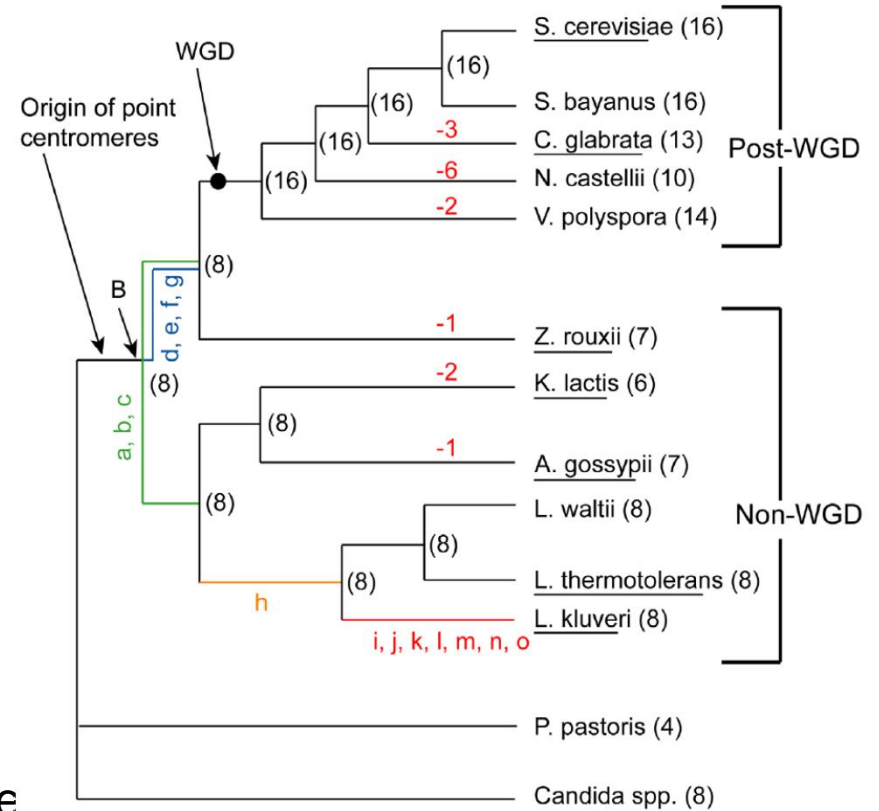 S. cerevisiae (16)
WGD
(16)
Origin of point
centromeres
(16)
S. bayanus (16)
-3
C. glabrata (13)
Post-WGD
(16)
-6
N. castellii (10)
(16)
-2
V. polyspora (14)
(8)
B
d, e, f, g
-1
Z. rouxii (7)
(8)
-2
K. lactis (6)
a, b, c
(8)
-1
A. gossypii (7)
(8)
L. waltii (8)
Non-WGD
(8)
(8)
L. thermotolerans (8)
h
L. kluveri (8)
i, j, k, l, m, n, o
P. pastoris (4)
Candida spp. (8)
e